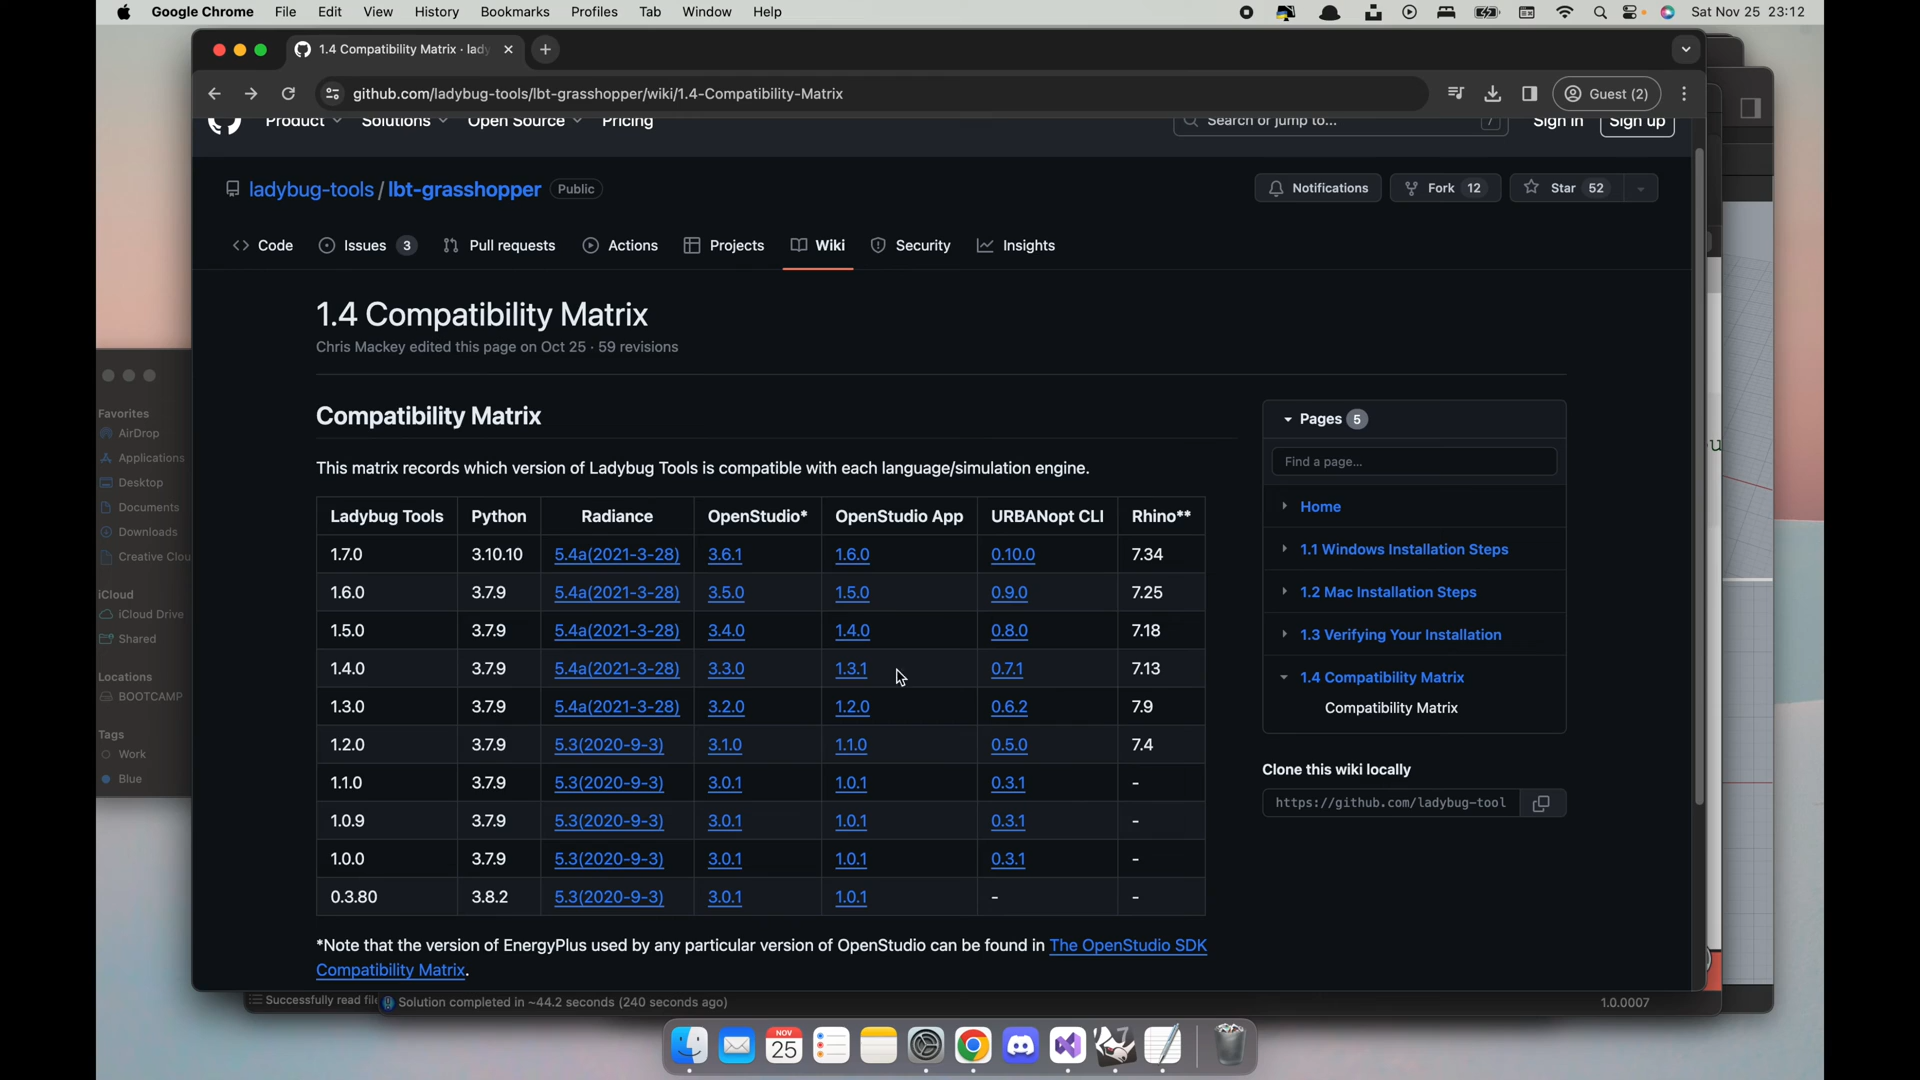 Google Chrome File Edit View History Bookmarks Profiles Tab Window Help Sat Nov 25 23:12
1.4 Compatibility Matrix · lady
github.com/ladybug-tools/lbt-grasshopper/wiki/1.4-Compatibility-Matrix Guest (2)
Product Solutions Open Source Pricing Search or jump to... / Sign in Sign up
ladybug-tools / lbt-grasshopper Public Notifications Fork 12 Star 52
Code Issues 3 Pull requests Actions Projects Wiki Security Insights
1.4 Compatibility Matrix
Chris Mackey edited this page on Oct 25 · 59 revisions
Compatibility Matrix
This matrix records which version of Ladybug Tools is compatible with each language/simulation engine.
Ladybug Tools Python Radiance OpenStudio* OpenStudio App URBANopt CLI Rhino**
1.7.0 3.10.10 5.4a(2021-3-28) 3.6.1 1.6.0 0.10.0 7.34
1.6.0 3.7.9 5.4a(2021-3-28) 3.5.0 1.5.0 0.9.0 7.25
1.5.0 3.7.9 5.4a(2021-3-28) 3.4.0 1.4.0 0.8.0 7.18
1.4.0 3.7.9 5.4a(2021-3-28) 3.3.0 1.3.1 0.7.1 7.13
1.3.0 3.7.9 5.4a(2021-3-28) 3.2.0 1.2.0 0.6.2 7.9
1.2.0 3.7.9 5.3(2020-9-3) 3.1.0 1.1.0 0.5.0 7.4
1.1.0 3.7.9 5.3(2020-9-3) 3.0.1 1.0.1 0.3.1 -
1.0.9 3.7.9 5.3(2020-9-3) 3.0.1 1.0.1 0.3.1 -
1.0.0 3.7.9 5.3(2020-9-3) 3.0.1 1.0.1 0.3.1 -
0.3.80 3.8.2 5.3(2020-9-3) 3.0.1 1.0.1 - -
*Note that the version of EnergyPlus used by any particular version of OpenStudio can be found in The OpenStudio SDK
Compatibility Matrix.
Pages 5
Find a page...
Home
1.1 Windows Installation Steps
1.2 Mac Installation Steps
1.3 Verifying Your Installation
1.4 Compatibility Matrix
Compatibility Matrix
Clone this wiki locally
https://github.com/ladybug-tool
Favorites
AirDrop
Applications
Desktop
Documents
Downloads
Creative Clou
iCloud
iCloud Drive
Shared
Locations
BOOTCAMP
Tags
Work
Blue
Successfully read file Solution completed in ~44.2 seconds (240 seconds ago) 1.0.0007
NOV
25